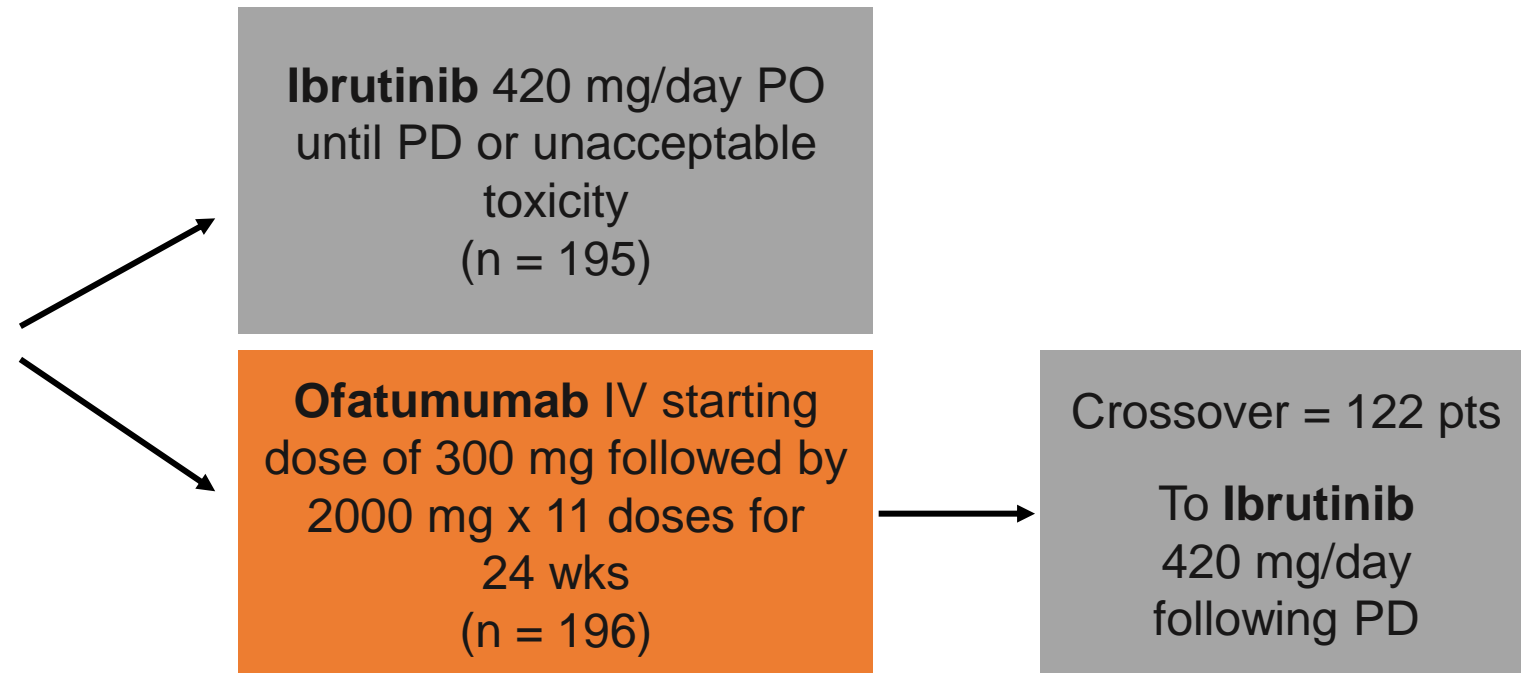 Ibrutinib 420 mg/day PO
until PD or unacceptable
toxicity
(n = 195)
Ofatumumab IV starting
dose of 300 mg followed by
2000 mg x 11 doses for
24 wks
(n = 196)
Crossover = 122 pts
To Ibrutinib
420 mg/day
following PD